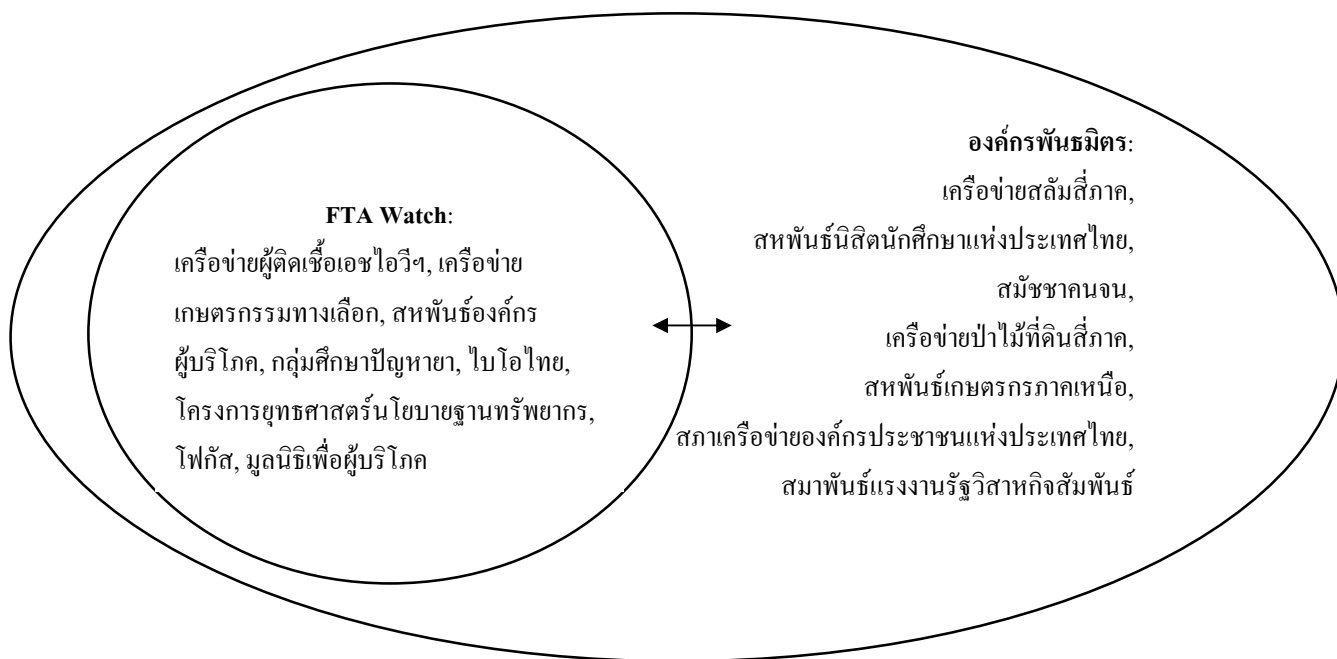 FTA Watch:
เครือข่ายผู้ติดเชื้อเอชไอวีฯ, เครือข่าย
เกษตรกรรมทางเลือก, สหพันธ์องค์กร
ผู้บริโภค, กลุ่มศึกษาปัญหายา, ไบโอไทย,
โครงการยุทธศาสตร์นโยบายฐานทรัพยากร,
โฟกัส, มูลนิธิเพื่อผู้บริโภค
องค์กรพันธมิตร:
เครือข่ายสลัมสี่ภาค,
สหพันธ์นิสิตนักศึกษาแห่งประเทศไทย,
สมัชชาคนจน,
เครือข่ายป่าไม้ที่ดินสี่ภาค,
สหพันธ์เกษตรกรภาคเหนือ,
สภาเครือข่ายองค์กรประชาชนแห่งประเทศไทย,
สมาพันธ์แรงงานรัฐวิสาหกิจสัมพันธ์